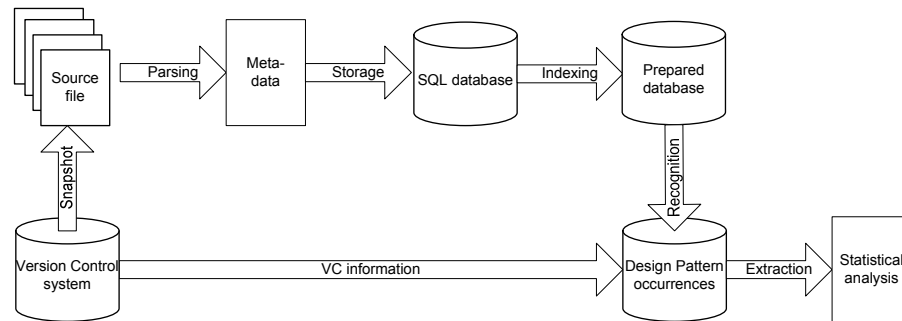 Source
file
Parsing
Meta-
data
Storage
SQL database
Indexing
Prepared
database
Snapshot
Recognition
Version Control
system
VC information
Design Pattern
occurrences
Extraction
Statistical
analysis